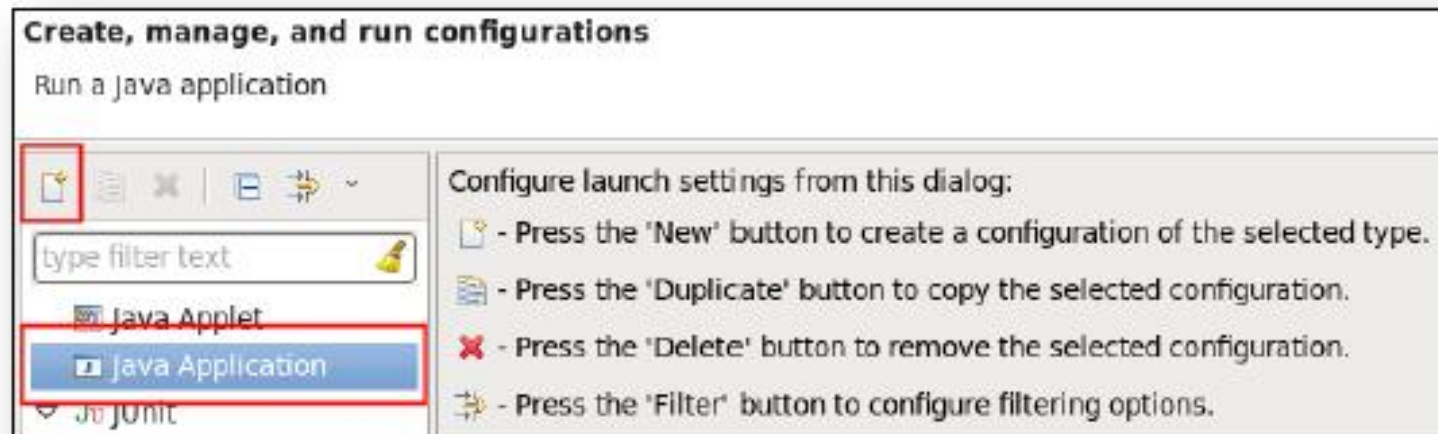 Create, manage, and run configurations
Run a Java application
type filter text
Java Applet
Java Application
JUnit
Configure launch settings from this dialog:
- Press the 'New' button to create a configuration of the selected type.
- Press the 'Duplicate' button to copy the selected configuration.
- Press the 'Delete' button to remove the selected configuration.
- Press the 'Filter' button to configure filtering options.